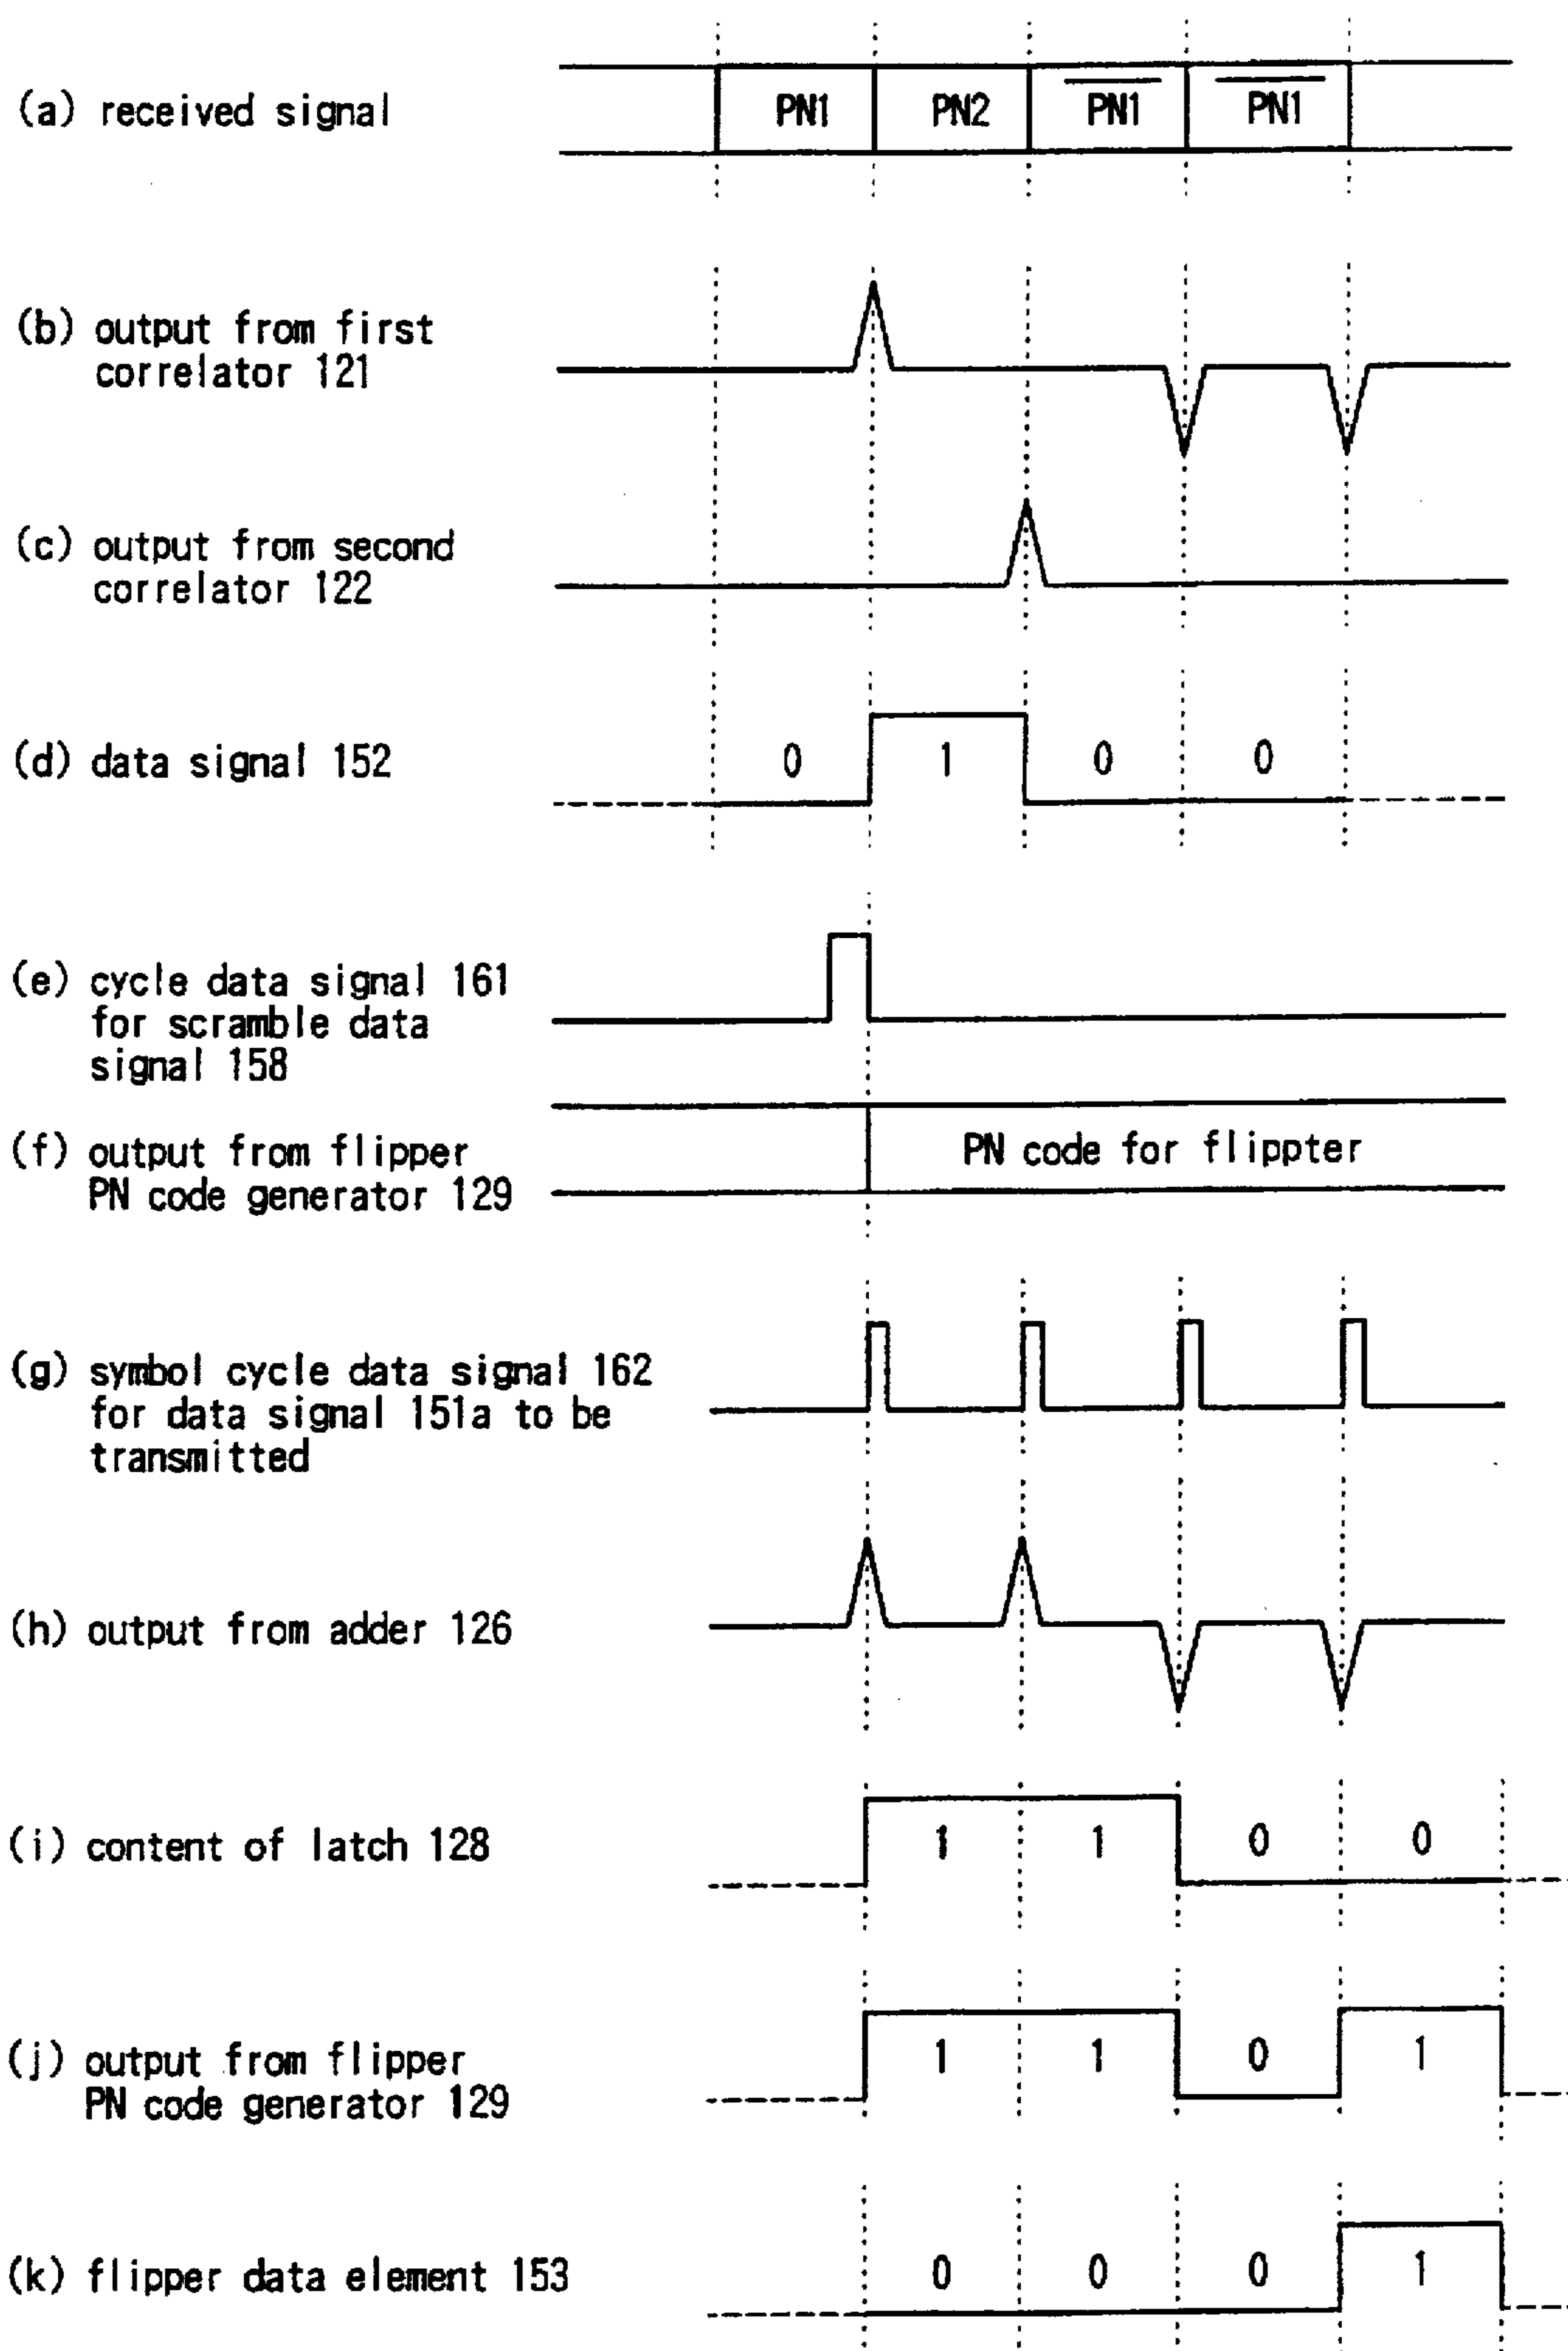 (a) received signal
PN1 PN2 PN1 PN1
(b) output from first
correlator 121
(c) output from second
correlator 122
(d) data signal 152
0 1 0 0
(e) cycle data signal 161
for scramble data
signal 158
(f) output from flipper
PN code generator 129
PN code for flippter
(g) symbol cycle data signal 162
for data signal 151a to be
transmitted
(h) output from adder 126
(i) content of latch 128
1 1 0 0
(j) output from flipper
PN code generator 129
1 1 0 1
(k) flipper data element 153
0 0 0 1